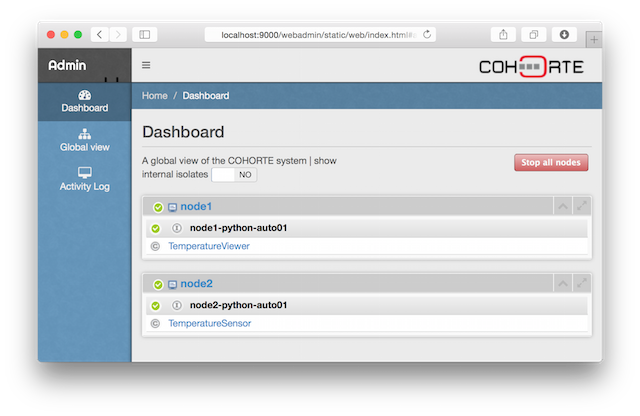 localhost:9000/webadmin/static/web/index.html#
Admin
COHORTE
Dashboard
Home / Dashboard
Global view
Activity Log
Dashboard
A global view of the COHORTE system | show
internal isolates NO
Stop all nodes
node1
node1-python-auto01
C TemperatureViewer
node2
node2-python-auto01
C TemperatureSensor